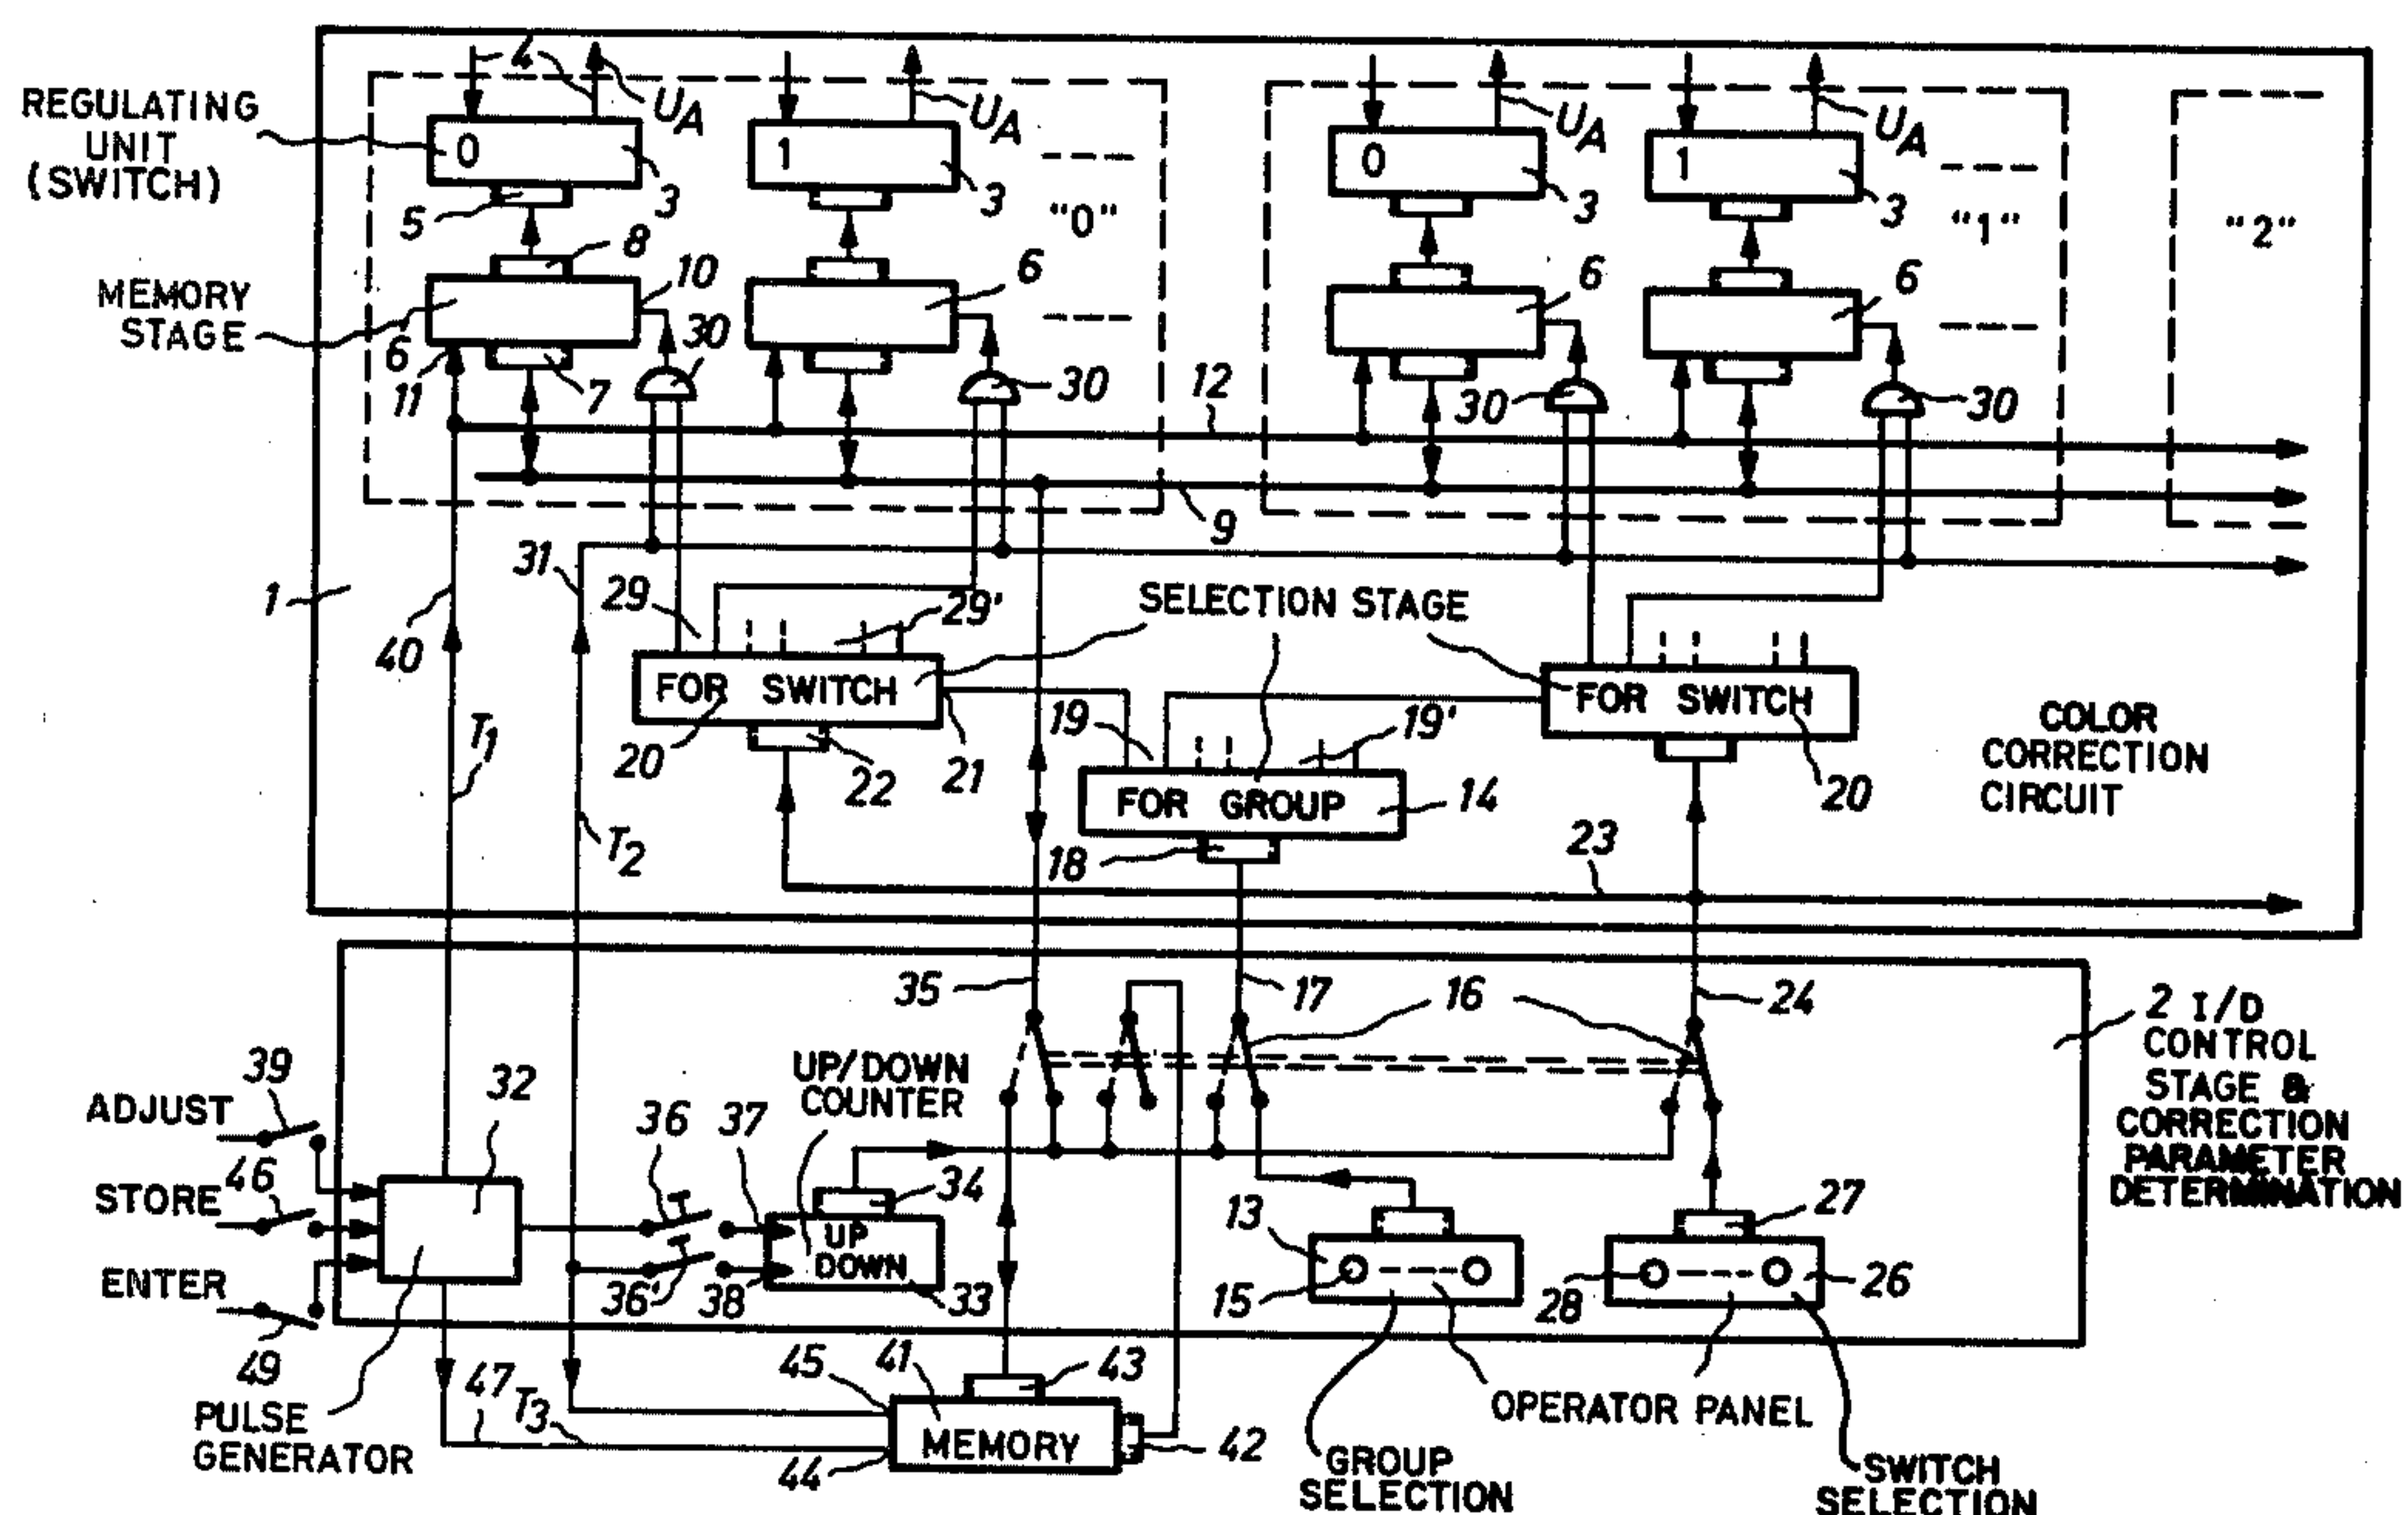 4
U_A U_A U_A U_A
REGULATING
UNIT
(SWITCH)
0 1 0 1
3 3 3 3
5
"0" "1" "2"
8
10
6 6 6
MEMORY
STAGE
6
11
7
30 30 30 30
12
9
31
1
29
29'
SELECTION STAGE
40
FOR SWITCH
FOR SWITCH
19
19'
T1
20
22
21
FOR GROUP
14
20
COLOR
CORRECTION
CIRCUIT
T2
18
23
35
17
16
24
2 I/D
CONTROL
STAGE &
CORRECTION
PARAMETER
DETERMINATION
39
ADJUST
32
UP/DOWN
COUNTER
36
37
46
STORE
34
13
27
UP
DOWN
ENTER
36'
38
33
15
28
26
49
47
T3
45
41
43
PULSE
GENERATOR
44
MEMORY
42
OPERATOR PANEL
GROUP
SELECTION
SWITCH
SELECTION